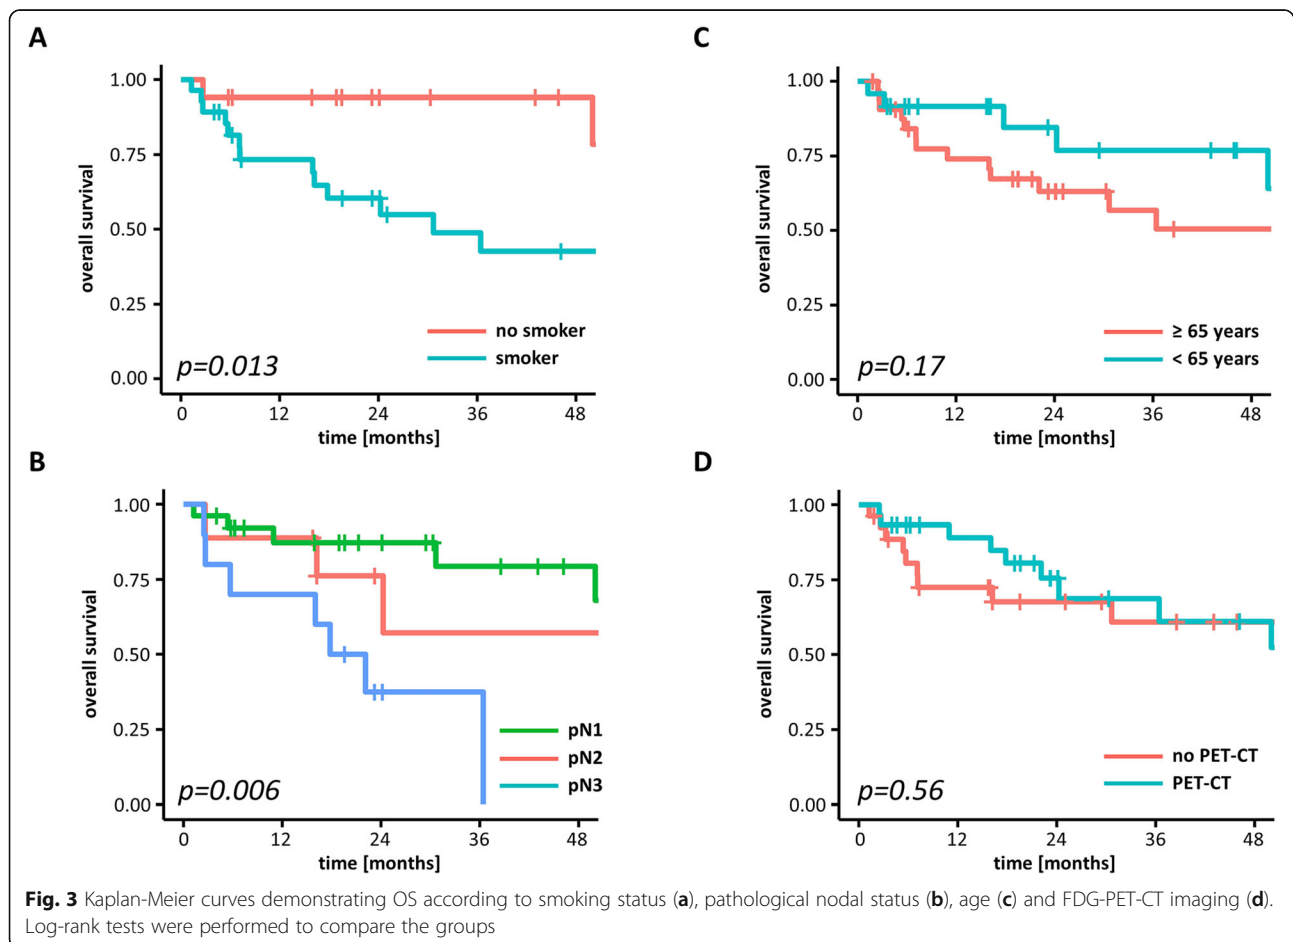 A
1.00
0.75
0.50
0.25
0.00
overall survival
no smoker
smoker
p=0.013
0 12 24 36 48
time [months]
C
1.00
0.75
0.50
0.25
0.00
overall survival
≥ 65 years
< 65 years
p=0.17
0 12 24 36 48
time [months]
B
1.00
0.75
0.50
0.25
0.00
overall survival
pN1
pN2
pN3
p=0.006
0 12 24 36 48
time [months]
D
1.00
0.75
0.50
0.25
0.00
overall survival
no PET-CT
PET-CT
p=0.56
0 12 24 36 48
time [months]
Fig. 3 Kaplan-Meier curves demonstrating OS according to smoking status (a), pathological nodal status (b), age (c) and FDG-PET-CT imaging (d).
Log-rank tests were performed to compare the groups